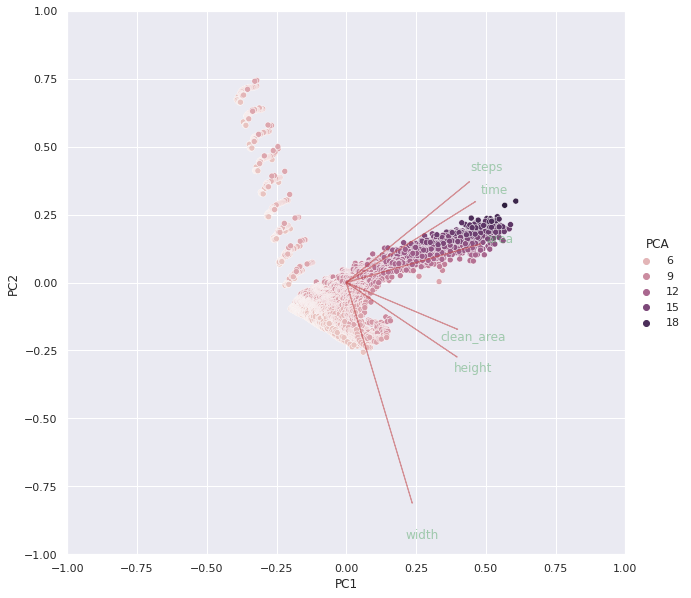 1.00
0.75
0.50
0.25
0.00
−0.25
−0.50
−0.75
−1.00
PC2
steps
time
clean_area
height
width
−1.00 −0.75 −0.50 −0.25 0.00 0.25 0.50 0.75 1.00
PC1
PCA
6
9
12
15
18